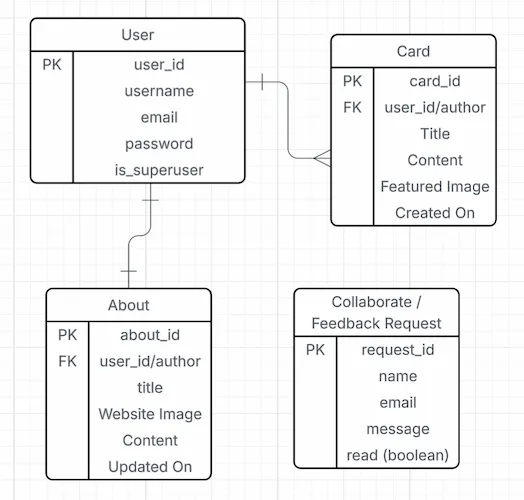 User
PK user_id
username
email
password
is_superuser
Card
PK card_id
FK user_id/author
Title
Content
Featured Image
Created On
About
PK about_id
FK user_id/author
title
Website Image
Content
Updated On
Collaborate /
Feedback Request
PK request_id
name
email
message
read (boolean)